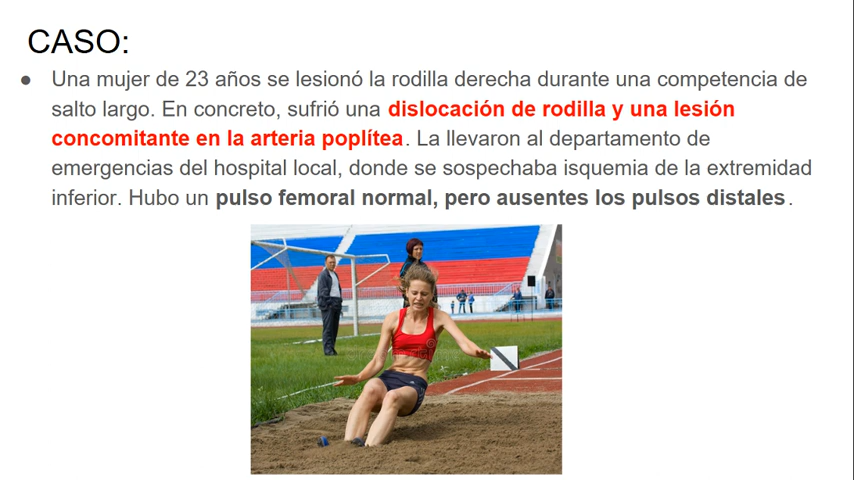 CASO:
● Una mujer de 23 años se lesionó la rodilla derecha durante una competencia de
salto largo. En concreto, sufrió una dislocación de rodilla y una lesión
concomitante en la arteria poplítea. La llevaron al departamento de
emergencias del hospital local, donde se sospechaba isquemia de la extremidad
inferior. Hubo un pulso femoral normal, pero ausentes los pulsos distales.